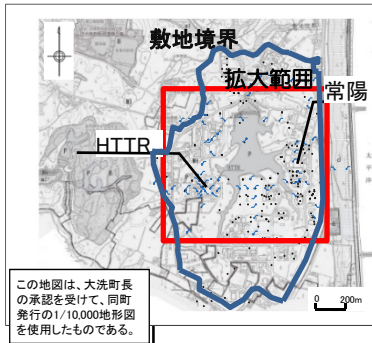 敷地境界
拡大範囲
常陽
HTTR
この地図は、大洗町長
の承認を受けて、同町
発行の1/10,000地形図
を使用したものである。
0 200m